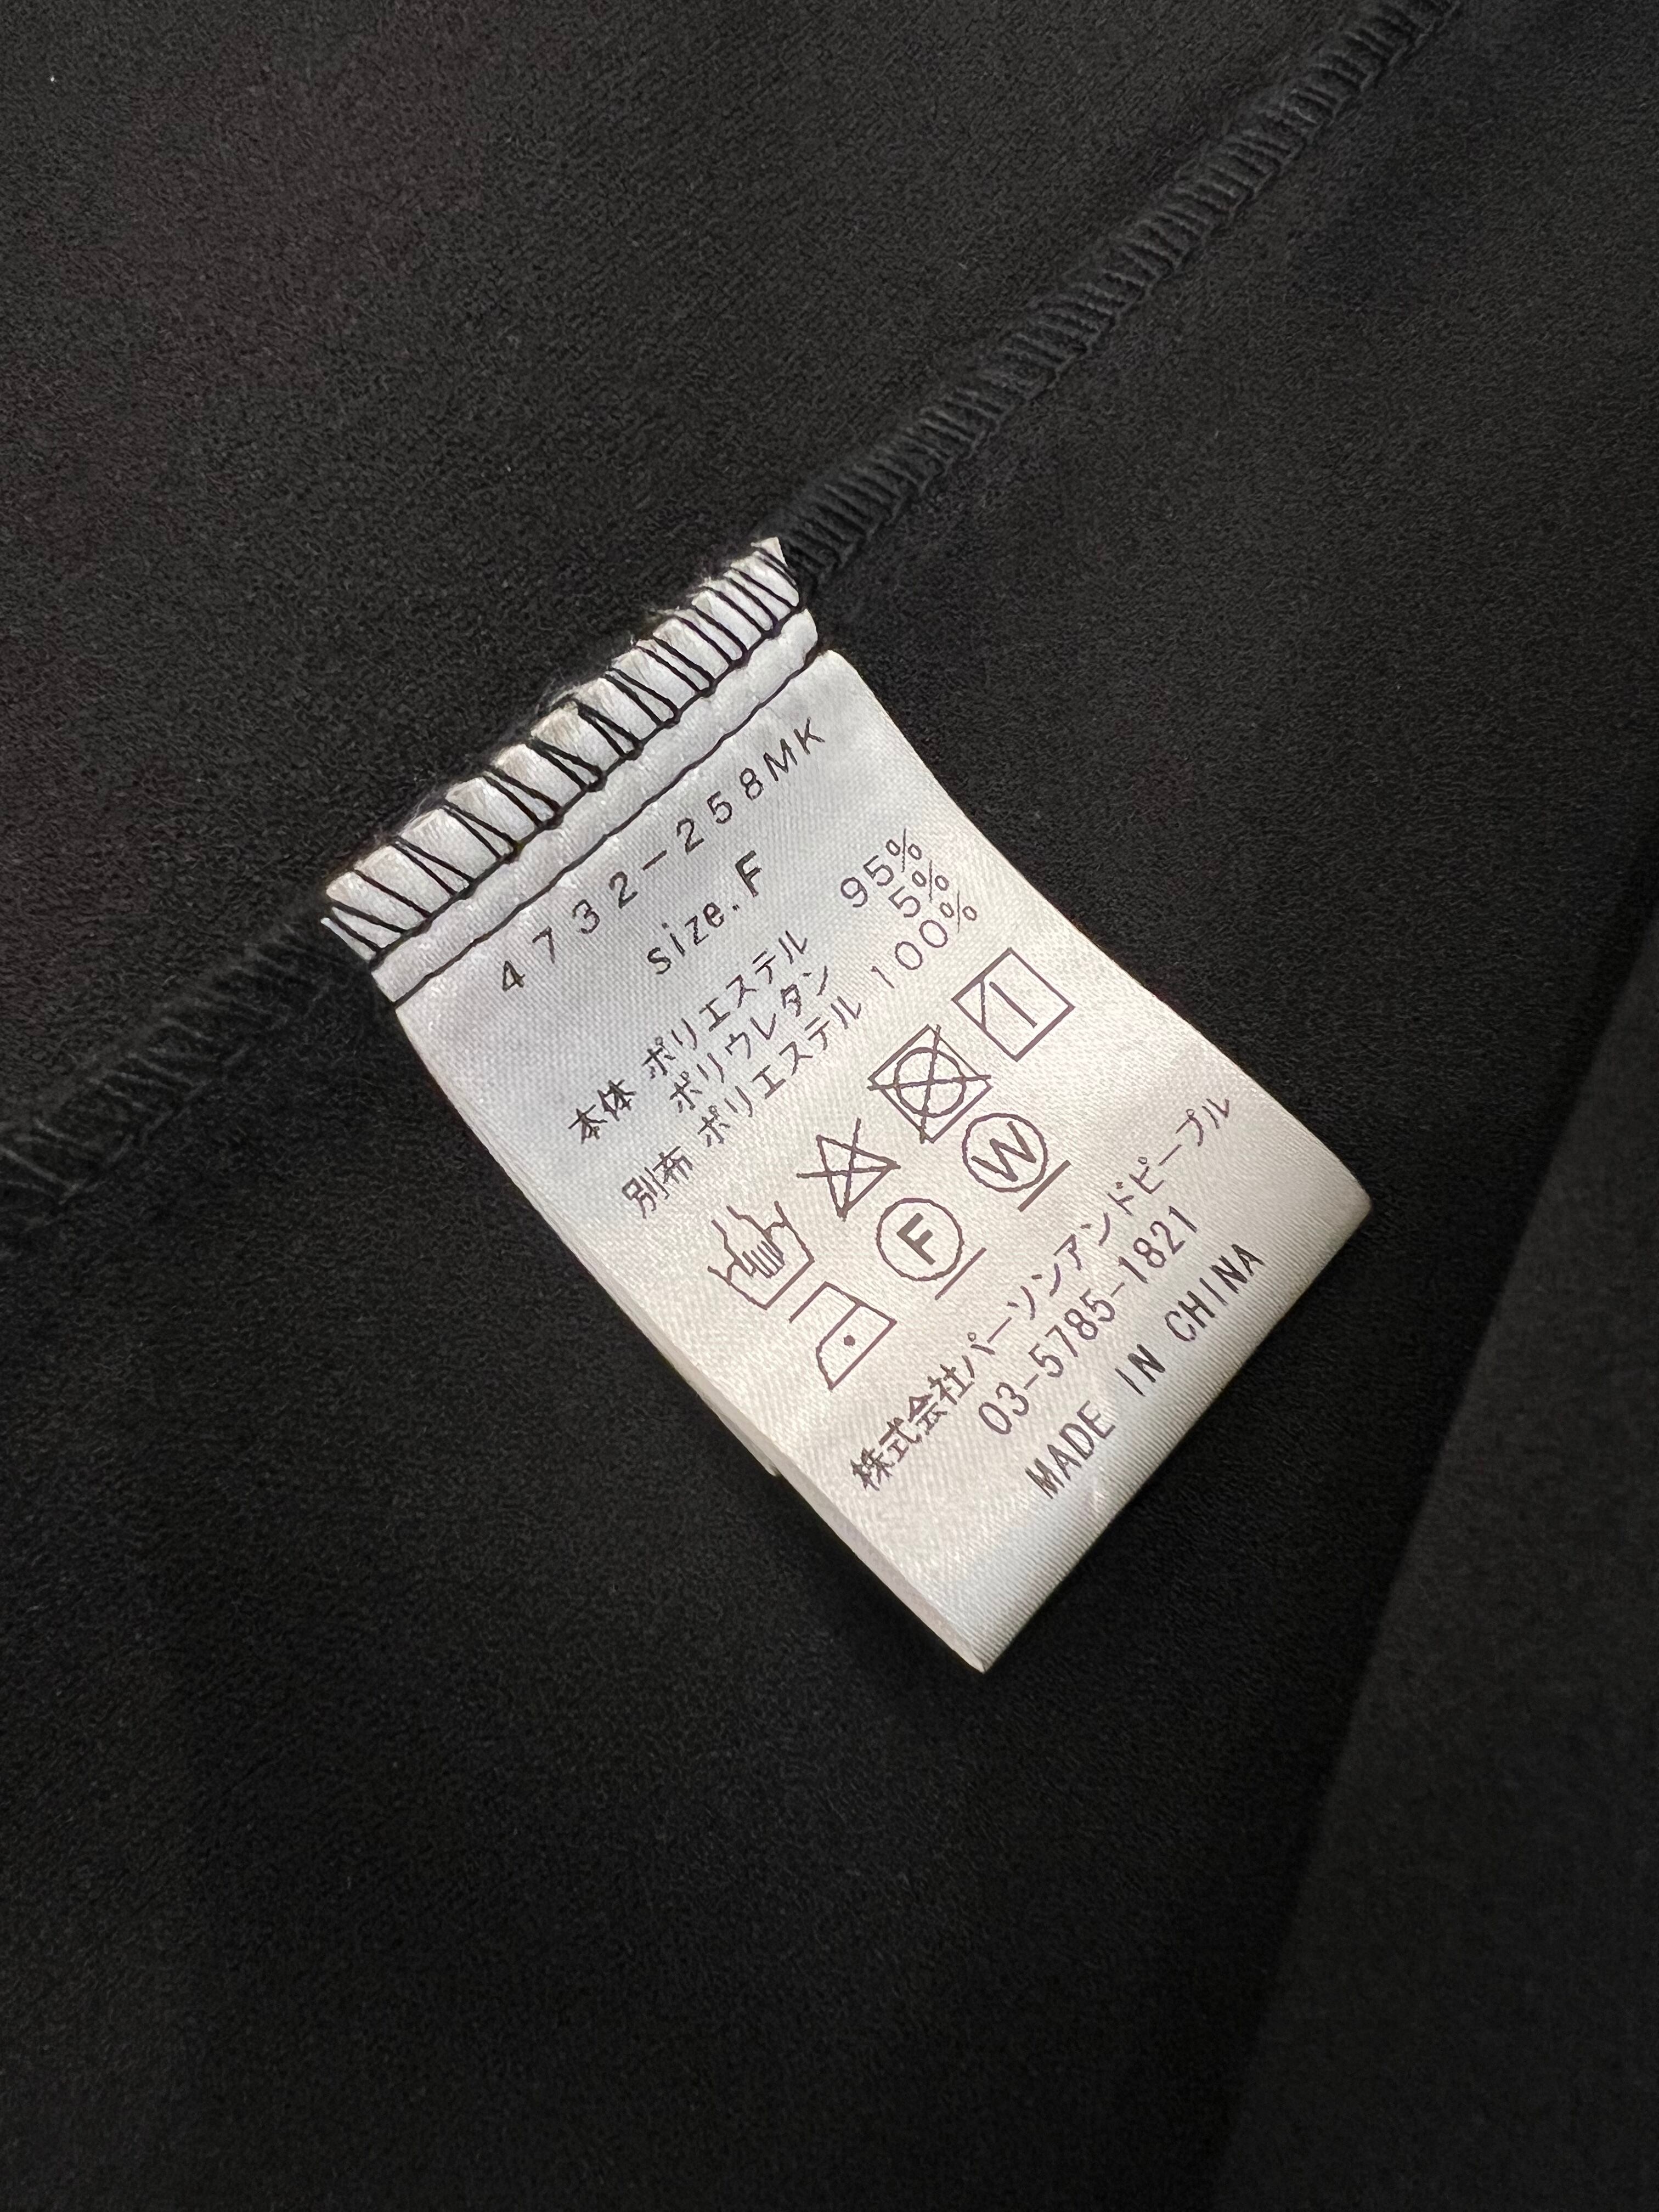 4732-258MK
size.F
本体 ポリエステル 95%
ポリウレタン 5%
別布 ポリエステル 100%
F
W
株式会社パーソンアンドピープル
03-5785-1821
MADE IN CHINA